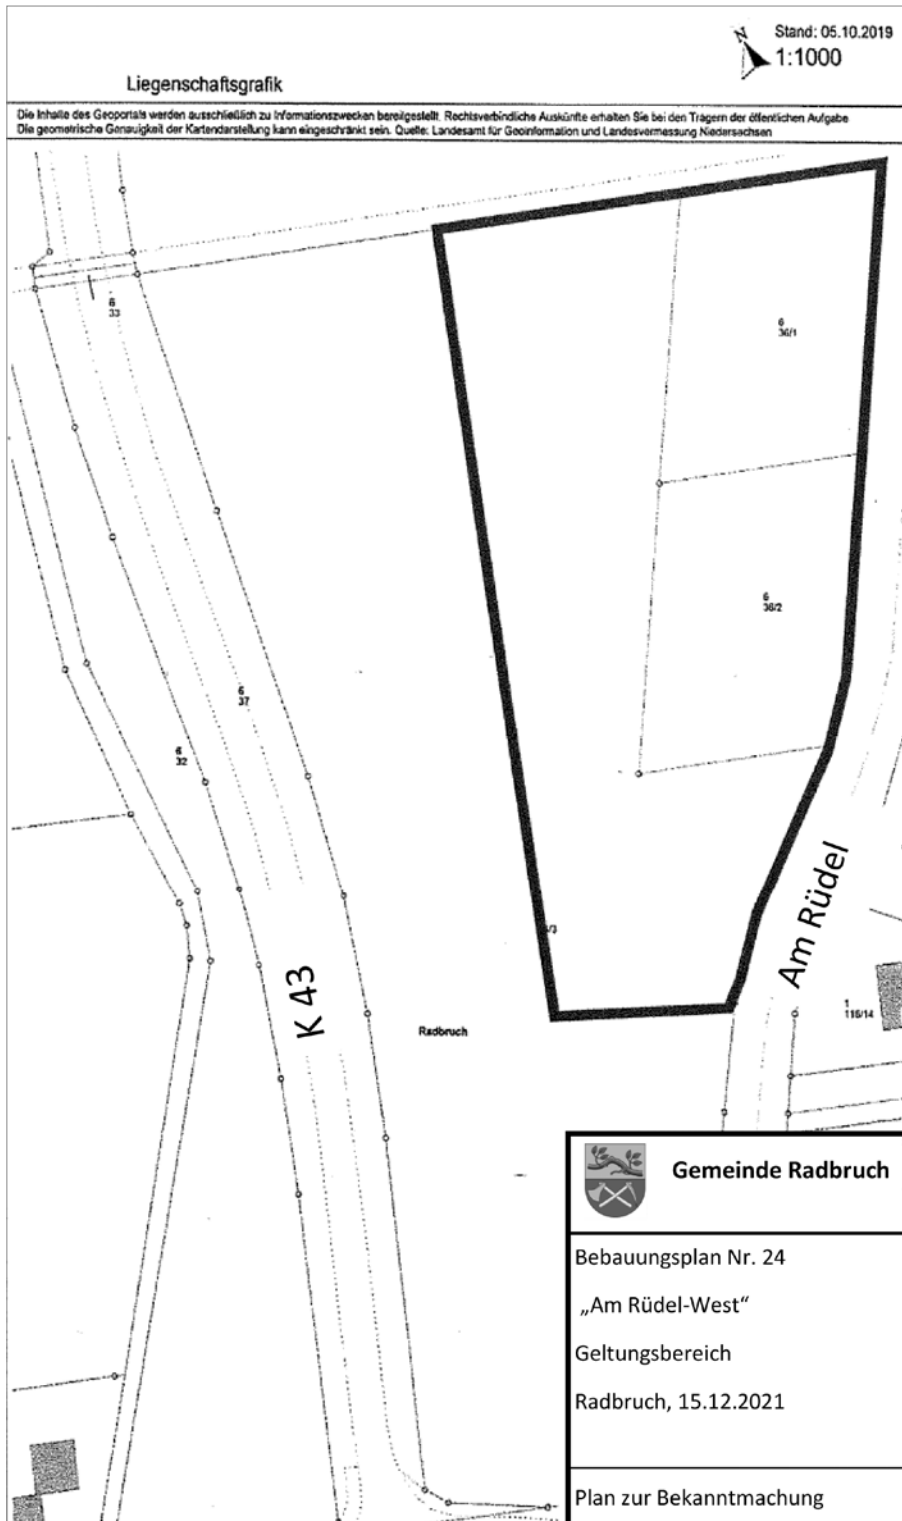 N
Stand: 05.10.2019
1:1000
Liegenschaftsgrafik
Die Inhalte des Geoportals werden ausschließlich zu Informationszwecken bereitgestellt. Rechtsverbindliche Auskünfte erhalten Sie bei den Trägern der öffentlichen Aufgabe
Die geometrische Genauigkeit der Kartendarstellung kann eingeschränkt sein. Quelle: Landesamt für Geoinformation und Landesvermessung Niedersachsen
6
33
6
36/1
6
36/2
6
37
6
32
/3
Am Rüdel
K 43
Radbruch
1
116/14
Gemeinde Radbruch
Bebauungsplan Nr. 24
„Am Rüdel-West“
Geltungsbereich
Radbruch, 15.12.2021
Plan zur Bekanntmachung